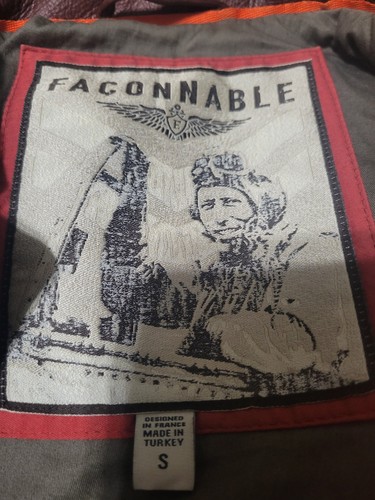 FAÇONNABLE
F
DESIGNED
IN FRANCE
MADE IN
TURKEY
S